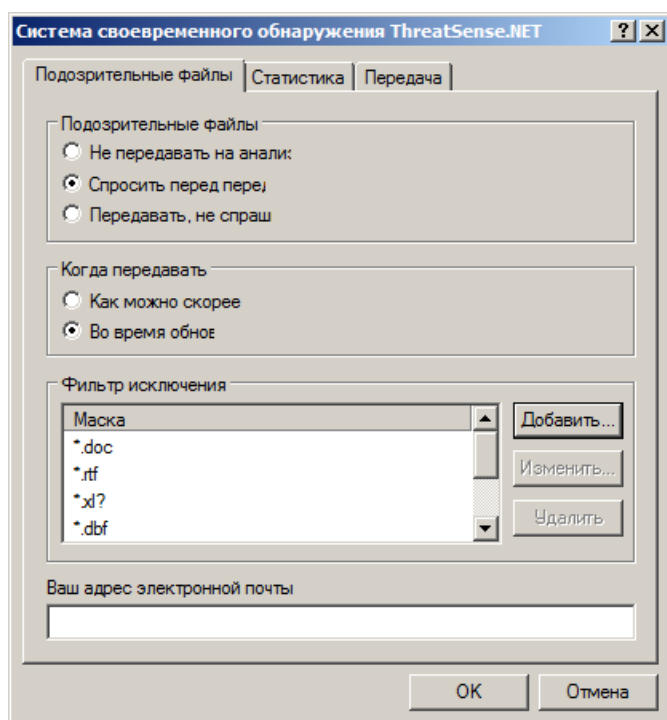 Система своевременного обнаружения ThreatSense.NET
Подозрительные файлы
Статистика
Передача
Подозрительные файлы
Не передавать на анализ
Спросить перед перед
Передавать, не спраш
Когда передавать
Как можно скорее
Во время обнов
Фильтр исключения
Маска
*.doc
*.rtf
*.xl?
*.dbf
Добавить...
Изменить...
Удалить
Ваш адрес электронной почты
OK
Отмена